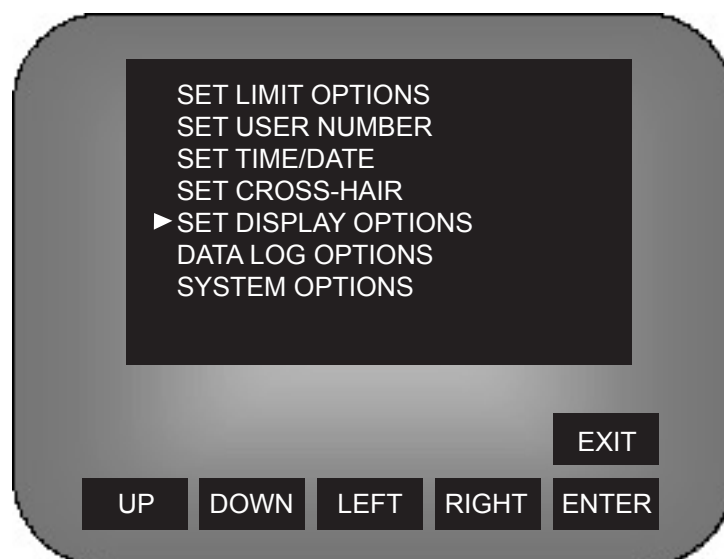 SET LIMIT OPTIONS
SET USER NUMBER
SET TIME/DATE
SET CROSS-HAIR
SET DISPLAY OPTIONS
DATA LOG OPTIONS
SYSTEM OPTIONS
EXIT
UP DOWN LEFT RIGHT ENTER